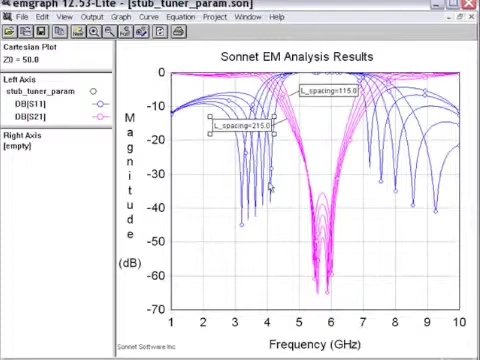 emgraph 12.53-Lite - [stub_tuner_param.son]
File Edit View Output Graph Curve Equation Project Window Help
Cartesian Plot
Z0 = 50.0
Left Axis
stub_tuner_param
DB[S11]
DB[S21]
Right Axis
[empty]
Sonnet EM Analysis Results
Magnitude
(dB)
0
-10
-20
-30
-40
-50
-60
-70
L_spacing=115.0
L_spacing=215.0
1 2 3 4 5 6 7 8 9 10
Frequency (GHz)
Sonnet Software Inc.